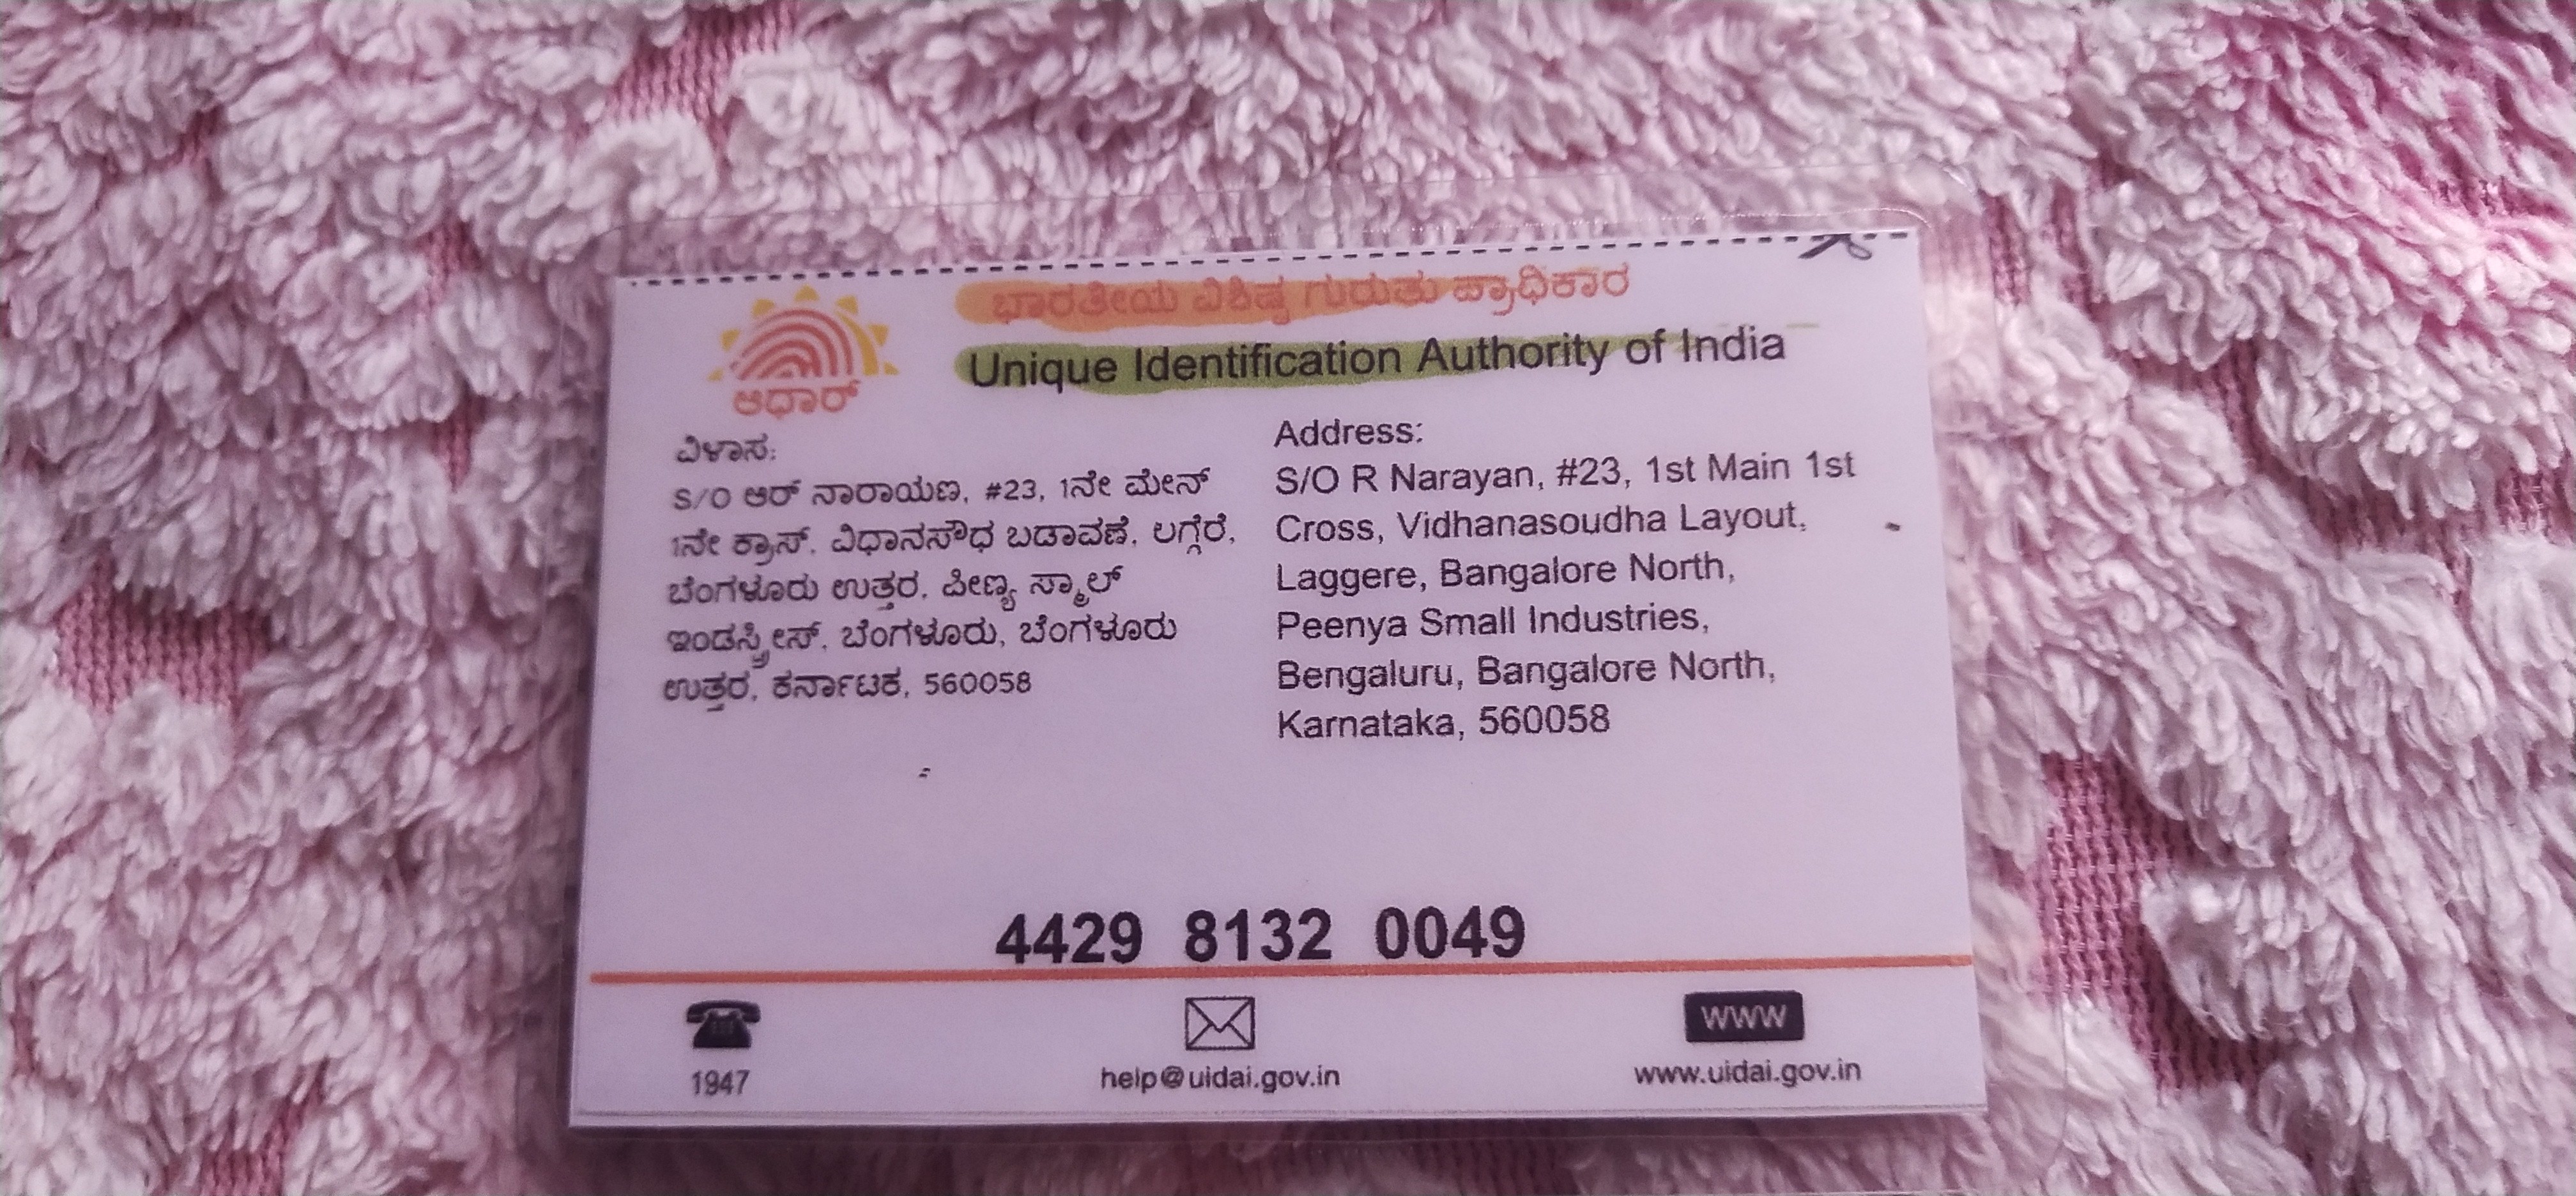 ಭಾರತೀಯ ವಿಶಿಷ್ಟ ಗುರುತು ಪ್ರಾಧಿಕಾರ
Unique Identification Authority of India
ಆಧಾರ್
ವಿಳಾಸ:
S/O ಆರ್ ನಾರಾಯಣ, #23, 1ನೇ ಮೇನ್
1ನೇ ಕ್ರಾಸ್, ವಿಧಾನಸೌಧ ಬಡಾವಣೆ, ಲಗ್ಗೆರೆ,
ಬೆಂಗಳೂರು ಉತ್ತರ, ಪೀಣ್ಯ ಸ್ಮಾಲ್
ಇಂಡಸ್ಟ್ರೀಸ್, ಬೆಂಗಳೂರು, ಬೆಂಗಳೂರು
ಉತ್ತರ, ಕರ್ನಾಟಕ, 560058
Address:
S/O R Narayan, #23, 1st Main 1st
Cross, Vidhanasoudha Layout,
Laggere, Bangalore North,
Peenya Small Industries,
Bengaluru, Bangalore North,
Karnataka, 560058
4429 8132 0049
1947
help@uidai.gov.in
WWW
www.uidai.gov.in